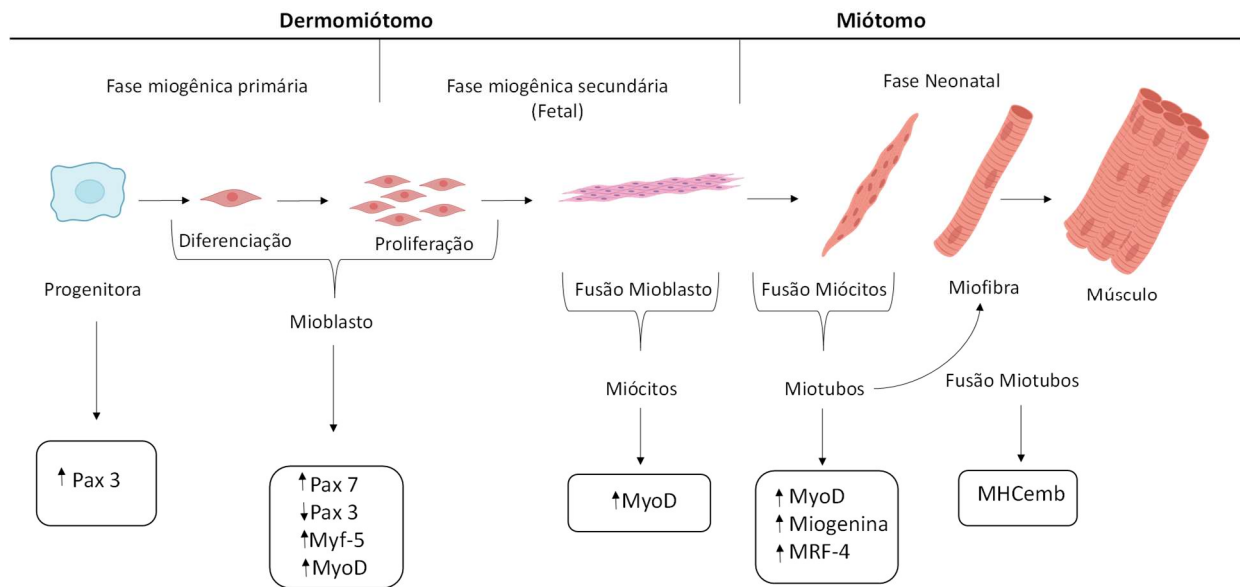 Dermomiótomo
Miótomo
Fase miogênica primária
Fase miogênica secundária
(Fetal)
Fase Neonatal
Diferenciação
Proliferação
Progenitora
Mioblasto
Fusão Mioblasto
Fusão Miócitos
Miofibra
Músculo
Miócitos
Miotubos
Fusão Miotubos
↑ Pax 3
↑ Pax 7
↓ Pax 3
↑ Myf-5
↑ MyoD
↑ MyoD
↑ MyoD
↑ Miogenina
↑ MRF-4
MHCemb